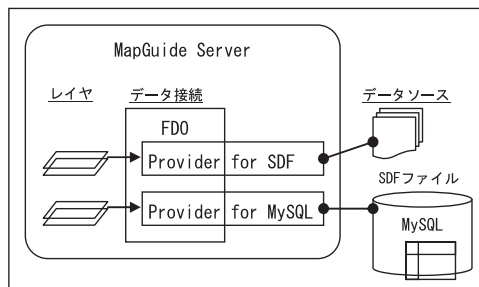 MapGuide Server
レイヤ
データ接続
データソース
FDO
Provider for SDF
SDFファイル
Provider for MySQL
MySQL